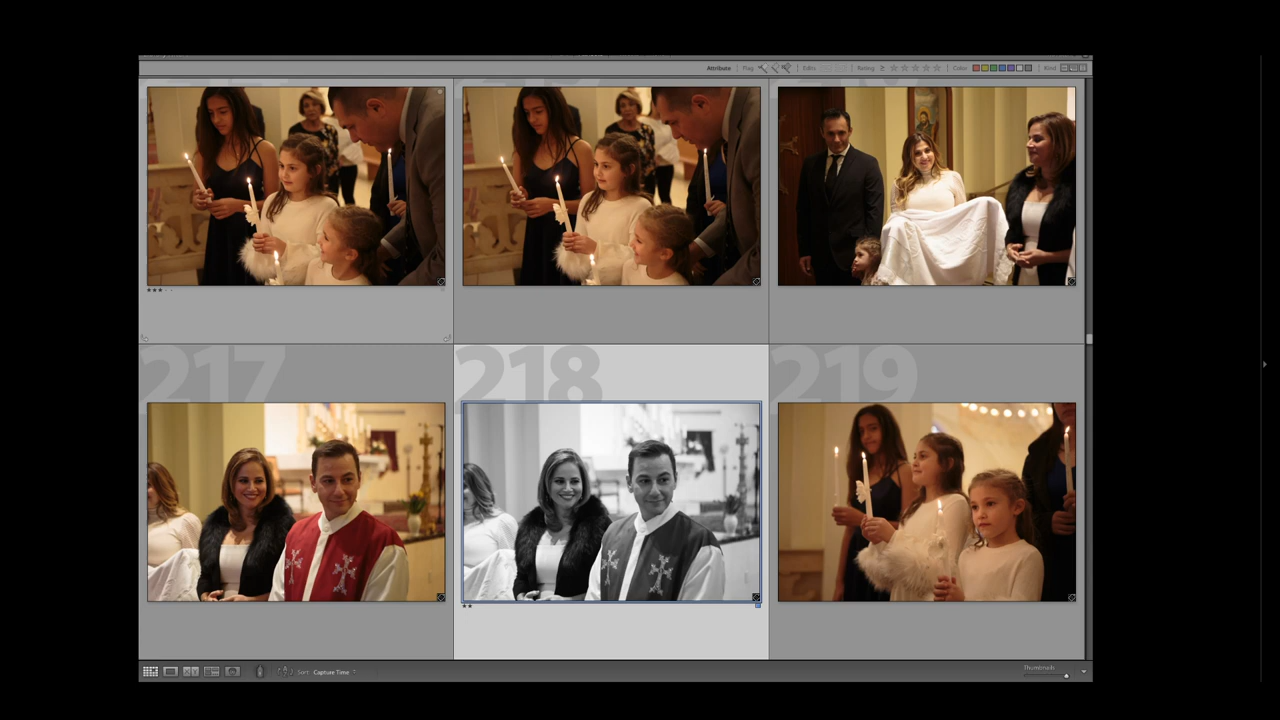 Attribute Flag Edits Rating ≥ Color Kind
217 218 219
Sort: Capture Time Thumbnails